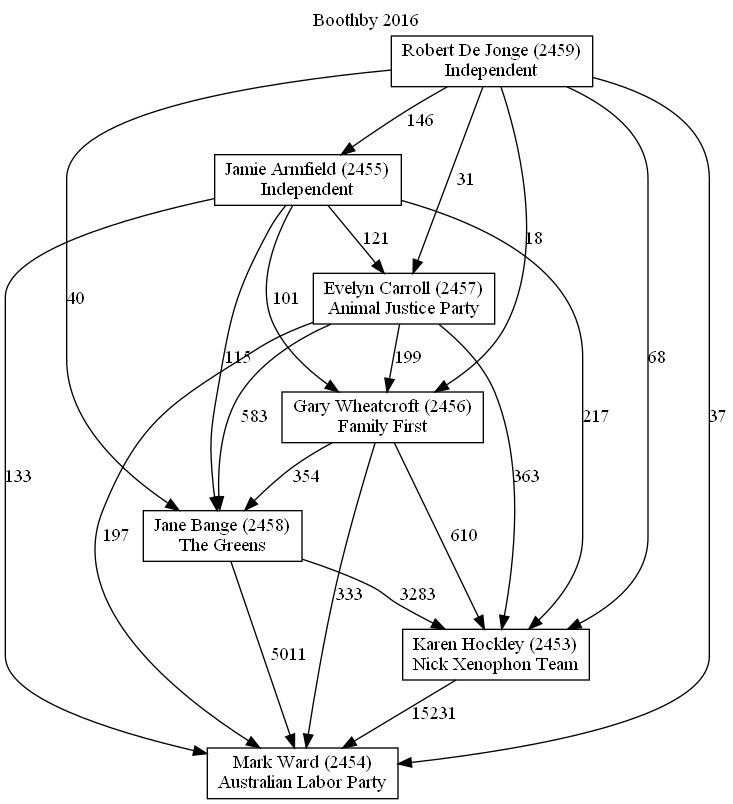 Boothby 2016
Robert De Jonge (2459)
Independent
146
Jamie Armfield (2455)
Independent
31
18
121
Evelyn Carroll (2457)
Animal Justice Party
40
101
115
199
68
Gary Wheatcroft (2456)
Family First
583
217
37
133
354
363
Jane Bange (2458)
The Greens
197
610
333
3283
Karen Hockley (2453)
Nick Xenophon Team
5011
15231
Mark Ward (2454)
Australian Labor Party